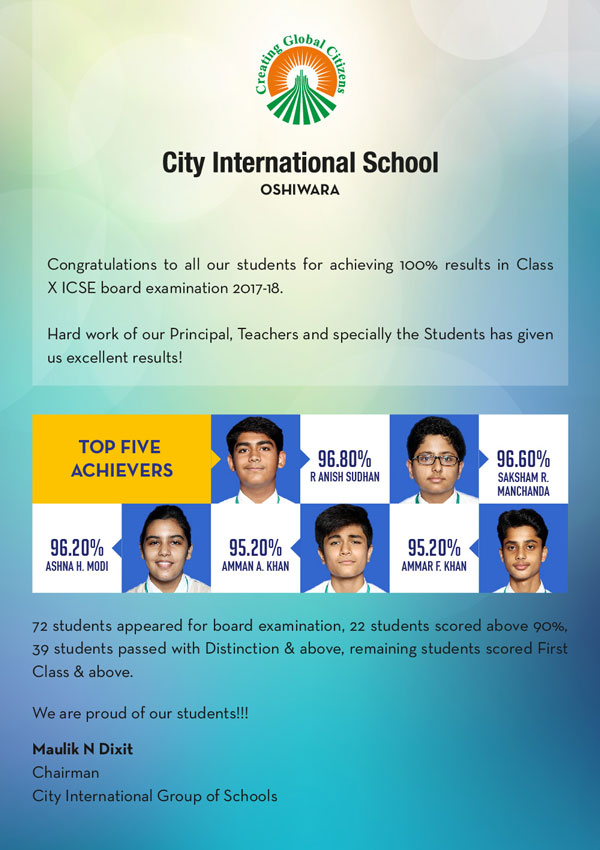 Creating Global Citizens
City International School
OSHIWARA
Congratulations to all our students for achieving 100% results in Class
X ICSE board examination 2017-18.
Hard work of our Principal, Teachers and specially the Students has given
us excellent results!
TOP FIVE
ACHIEVERS
96.80%
R ANISH SUDHAN
96.60%
SAKSHAM R.
MANCHANDA
96.20%
ASHNA H. MODI
95.20%
AMMAN A. KHAN
95.20%
AMMAR F. KHAN
72 students appeared for board examination, 22 students scored above 90%,
39 students passed with Distinction & above, remaining students scored First
Class & above.
We are proud of our students!!!
Maulik N Dixit
Chairman
City International Group of Schools